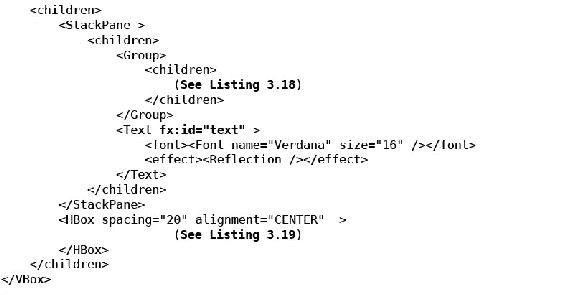 <children>
<StackPane >
<children>
<Group>
<children>
(See Listing 3.18)
</children>
</Group>
<Text fx:id="text" >
<font><Font name="Verdana" size="16" /></font>
<effect><Reflection /></effect>
</Text>
</children>
</StackPane>
<HBox spacing="20" alignment="CENTER"  >
(See Listing 3.19)
</HBox>
</children>
</VBox>